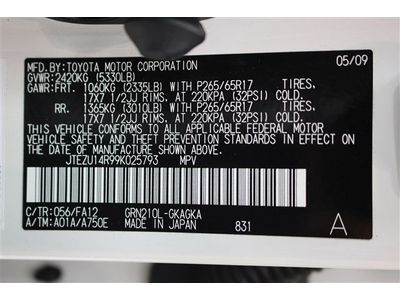 MFD.BY:TOYOTA MOTOR CORPORATION 05/09
GVWR:2420KG (5330LB)
GAWR:FRT. 1060KG (2335LB) WITH P265/65R17 TIRES,
17X7 1/2JJ RIMS. AT 220KPA (32PSI) COLD
RR. 1365KG (3010LB) WITH P265/65R17 TIRES,
17X7 1/2JJ RIMS. AT 220KPA (32PSI) COLD
THIS VEHICLE CONFORMS TO ALL APPLICABLE FEDERAL MOTOR
VEHICLE SAFETY AND THEFT PREVENTION STANDARDS IN EFFECT
ON THE DATE OF MANUFACTURE SHOWN ABOVE.
JTEZU14R99K025793 MPV
C/TR:056/FA12 GRN210L-GKAGKA
A/TM:A01A/A750E MADE IN JAPAN 831
A